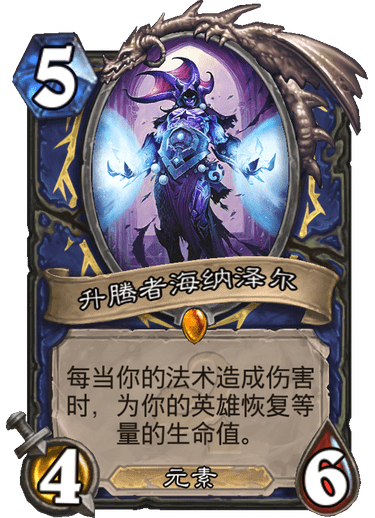 5
升腾者海纳泽尔
每当你的法术造成伤害
时，为你的英雄恢复等
量的生命值。
4
元素
6